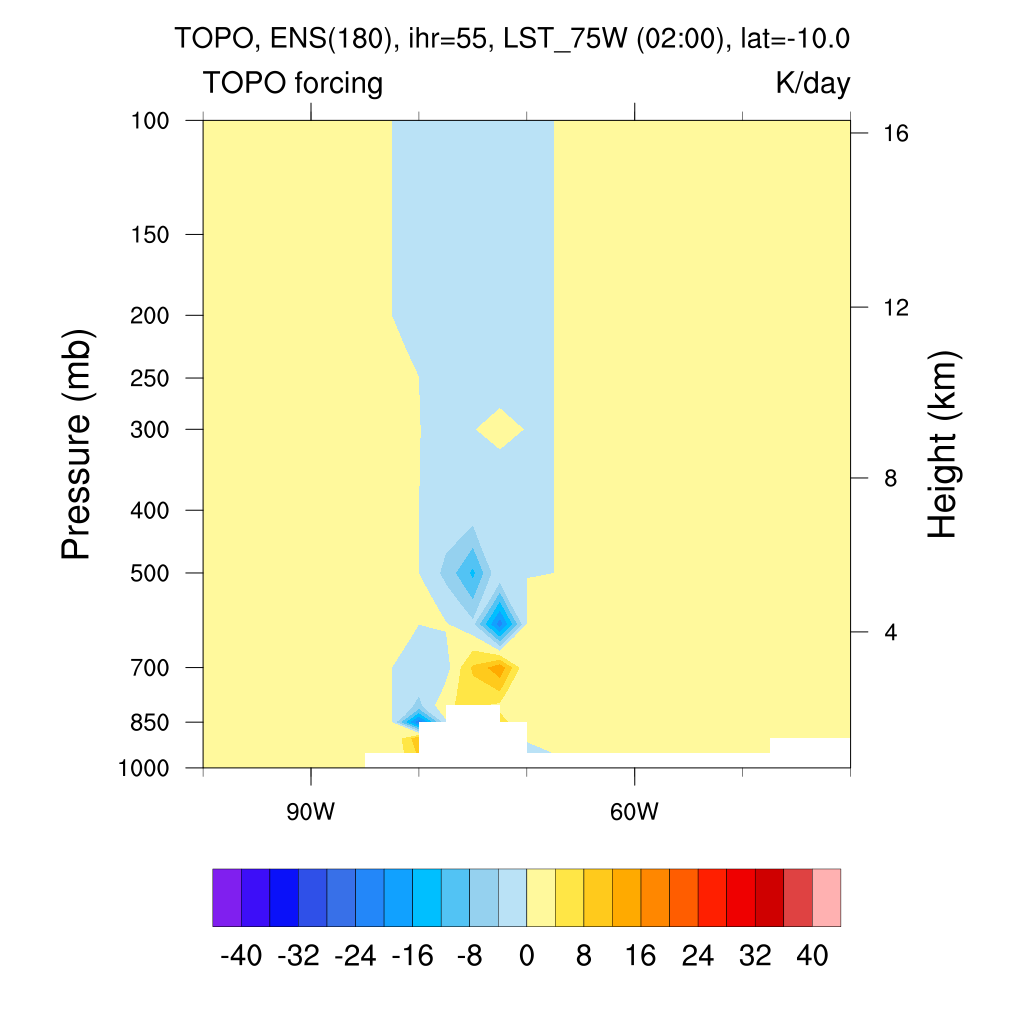 TOPO, ENS(180), ihr=55, LST_75W (02:00), lat=-10.0
TOPO forcing K/day
100
150
200
250
300
400
500
700
850
1000
Pressure (mb)
16
12
8
4
Height (km)
90W 60W
-40 -32 -24 -16 -8 0 8 16 24 32 40